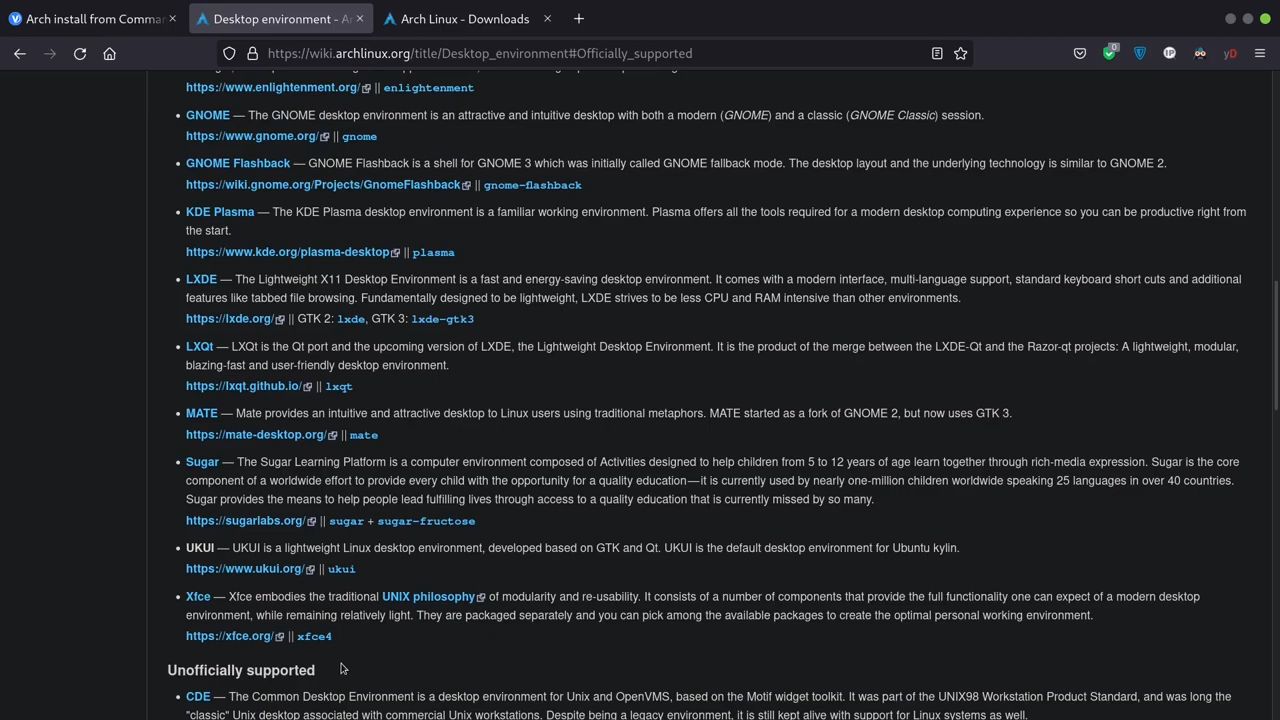 Arch install from Comman
Desktop environment - A
Arch Linux - Downloads
https://wiki.archlinux.org/title/Desktop_environment#Officially_supported
0
IP
yD
https://www.enlightenment.org/ || enlightenment
• GNOME — The GNOME desktop environment is an attractive and intuitive desktop with both a modern (GNOME) and a classic (GNOME Classic) session.
https://www.gnome.org/ || gnome
• GNOME Flashback — GNOME Flashback is a shell for GNOME 3 which was initially called GNOME fallback mode. The desktop layout and the underlying technology is similar to GNOME 2.
https://wiki.gnome.org/Projects/GnomeFlashback || gnome-flashback
• KDE Plasma — The KDE Plasma desktop environment is a familiar working environment. Plasma offers all the tools required for a modern desktop computing experience so you can be productive right from
the start.
https://www.kde.org/plasma-desktop || plasma
• LXDE — The Lightweight X11 Desktop Environment is a fast and energy-saving desktop environment. It comes with a modern interface, multi-language support, standard keyboard short cuts and additional
features like tabbed file browsing. Fundamentally designed to be lightweight, LXDE strives to be less CPU and RAM intensive than other environments.
https://lxde.org/ || GTK 2: lxde, GTK 3: lxde-gtk3
• LXQt — LXQt is the Qt port and the upcoming version of LXDE, the Lightweight Desktop Environment. It is the product of the merge between the LXDE-Qt and the Razor-qt projects: A lightweight, modular,
blazing-fast and user-friendly desktop environment.
https://lxqt.github.io/ || lxqt
• MATE — Mate provides an intuitive and attractive desktop to Linux users using traditional metaphors. MATE started as a fork of GNOME 2, but now uses GTK 3.
https://mate-desktop.org/ || mate
• Sugar — The Sugar Learning Platform is a computer environment composed of Activities designed to help children from 5 to 12 years of age learn together through rich-media expression. Sugar is the core
component of a worldwide effort to provide every child with the opportunity for a quality education — it is currently used by nearly one-million children worldwide speaking 25 languages in over 40 countries.
Sugar provides the means to help people lead fulfilling lives through access to a quality education that is currently missed by so many.
https://sugarlabs.org/ || sugar + sugar-fructose
• UKUI — UKUI is a lightweight Linux desktop environment, developed based on GTK and Qt. UKUI is the default desktop environment for Ubuntu kylin.
https://www.ukui.org/ || ukui
• Xfce — Xfce embodies the traditional UNIX philosophy of modularity and re-usability. It consists of a number of components that provide the full functionality one can expect of a modern desktop
environment, while remaining relatively light. They are packaged separately and you can pick among the available packages to create the optimal personal working environment.
https://xfce.org/ || xfce4
Unofficially supported
• CDE — The Common Desktop Environment is a desktop environment for Unix and OpenVMS, based on the Motif widget toolkit. It was part of the UNIX98 Workstation Product Standard, and was long the
"classic" Unix desktop associated with commercial Unix workstations. Despite being a legacy environment, it is still kept alive with support for Linux systems as well.